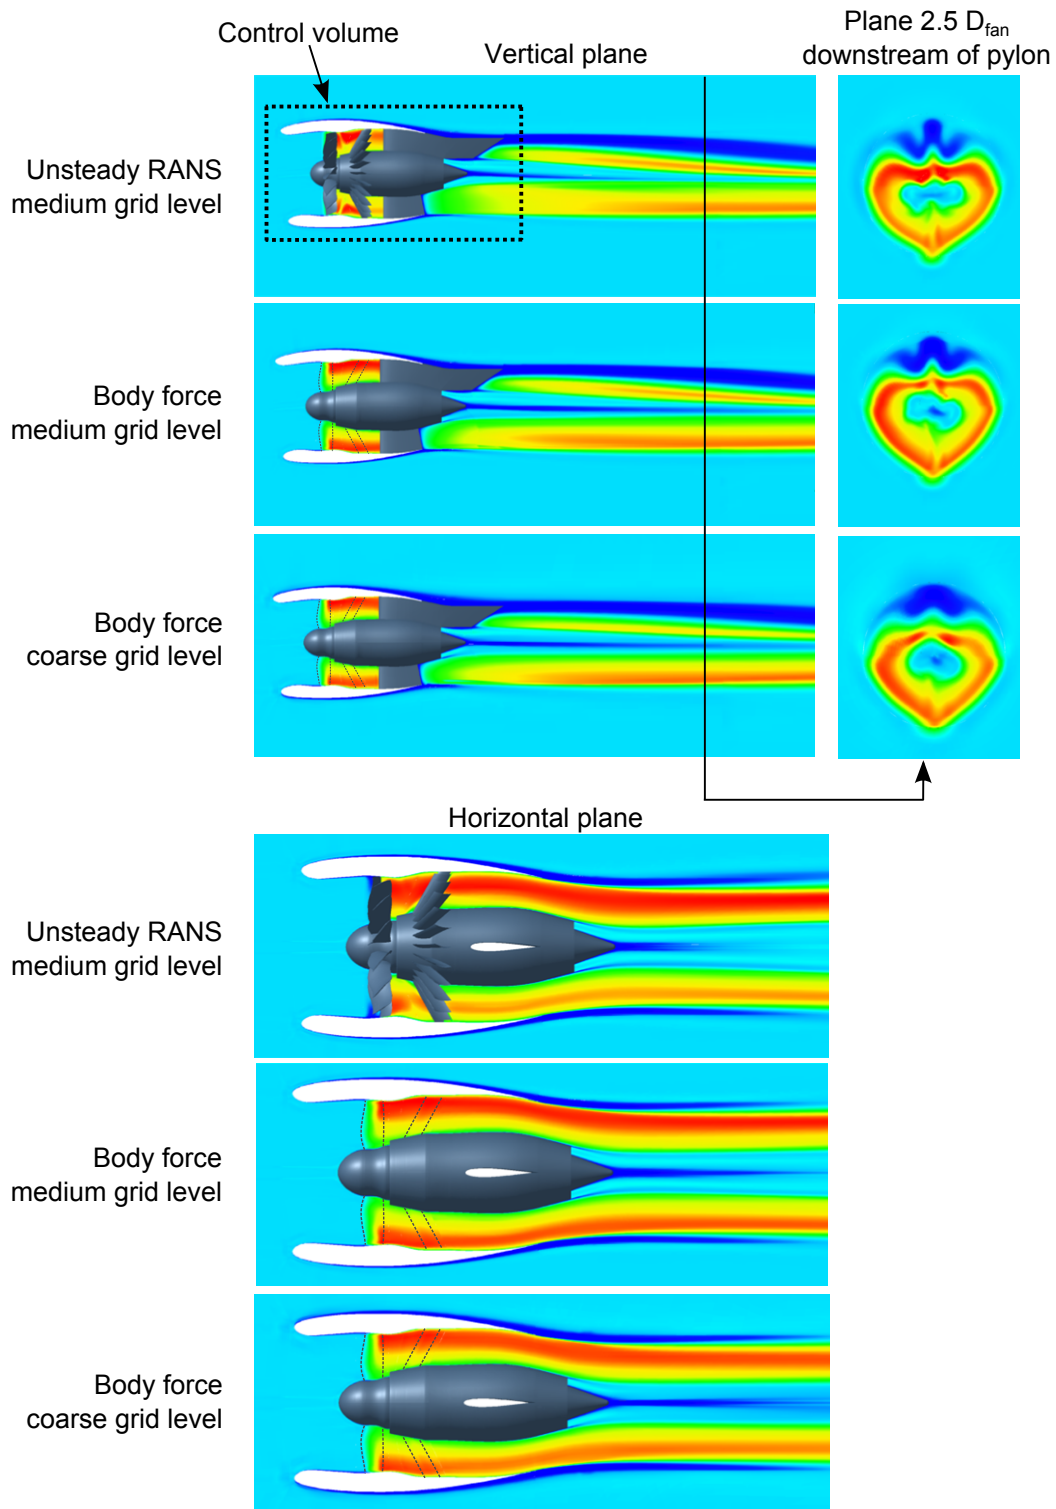 Control volume
Vertical plane
Plane 2.5 D_fan
downstream of pylon
Unsteady RANS
medium grid level
Body force
medium grid level
Body force
coarse grid level
Horizontal plane
Unsteady RANS
medium grid level
Body force
medium grid level
Body force
coarse grid level